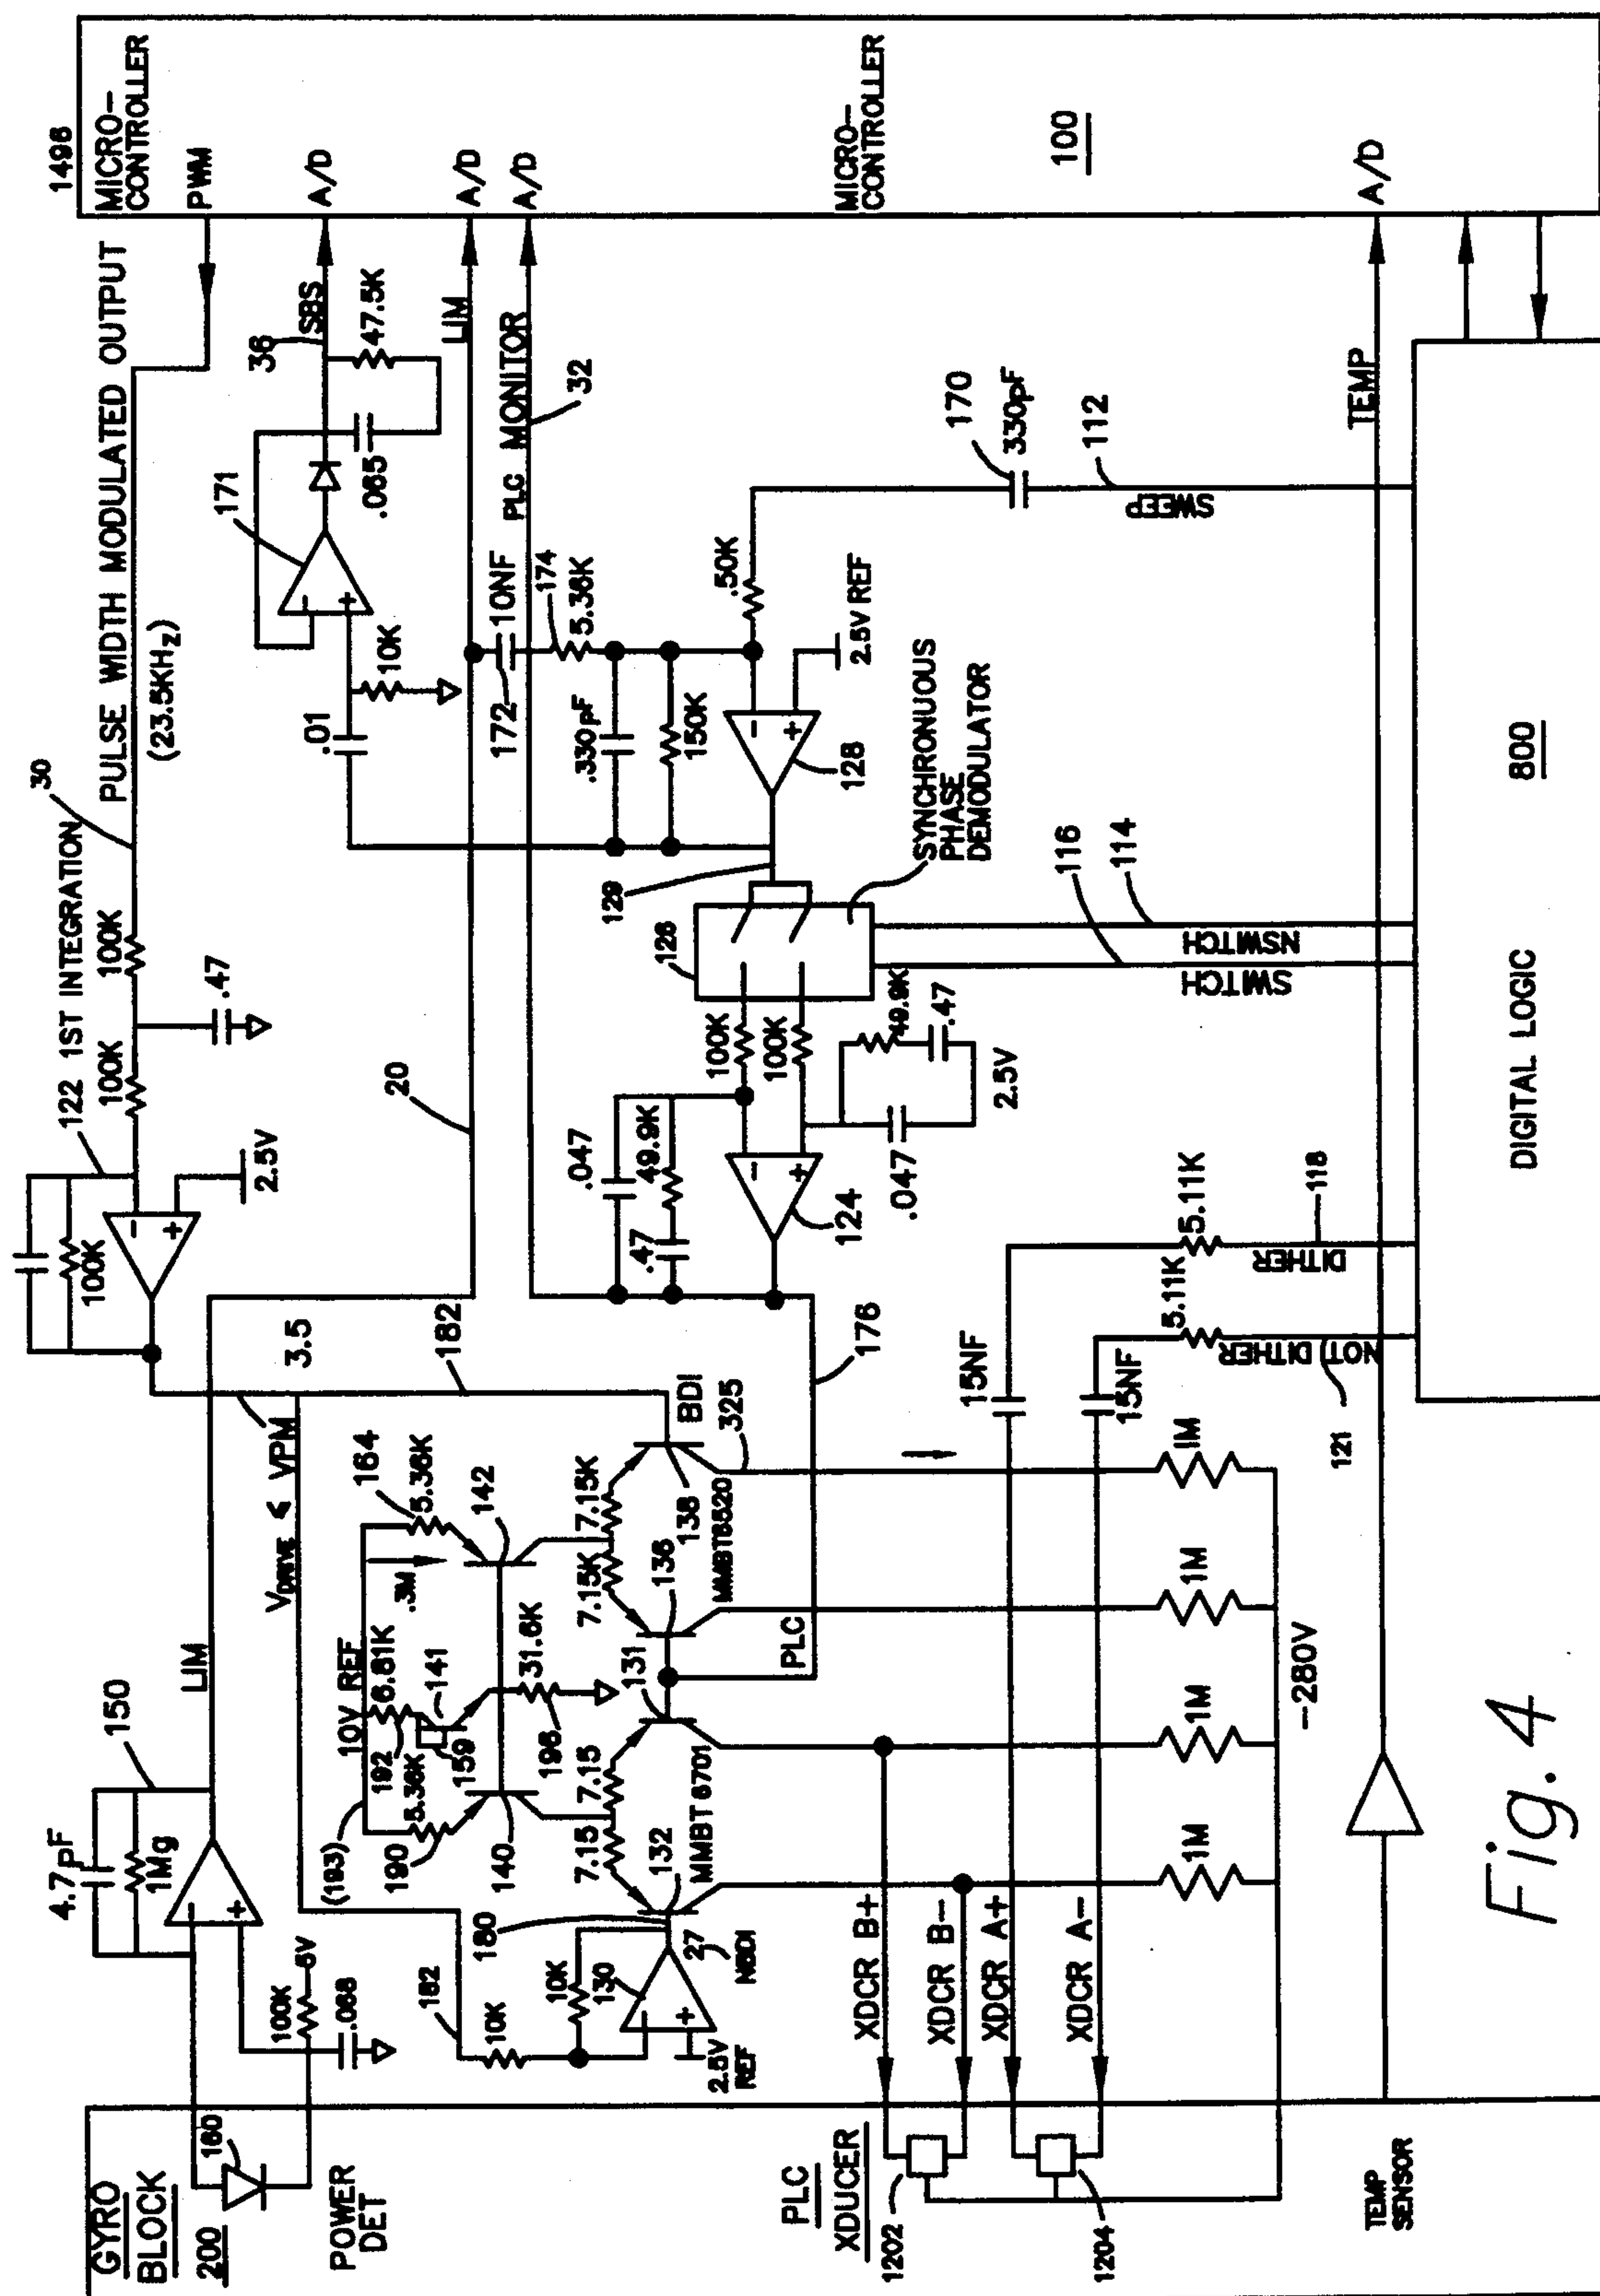 GYRO
BLOCK
200
160
POWER
DET
4.7pF
1Mg
150
LIM
100K
-6V
.068
182
10K
10K
130
180
2.5V
REF
27
NBDI
132
MMBT 6701
(193)
190
5.36K
10V REF
192
6.81K
159
141
140
196
31.6K
7.15
7.15
131
VDRIVE < VPM
3.5
.3M
164
5.36K
142
7.15K
7.15K
136
138
MMBT6520
BDI
325
182
PLC
176
122 1ST INTEGRATION
100K
2.5V
100K
100K
.47
30
PULSE WIDTH MODULATED OUTPUT
(23.5KHz)
1496
MICRO-
CONTROLLER
PWM
A/D
A/D
A/D
MICRO-
CONTROLLER
100
A/D
171
36
SBS
47.5K
.065
.01
10K
20
LIM
PLC MONITOR
32
172
10NF
174
5.36K
.330pF
150K
.50K
2.5V REF
128
129
170
330pF
112
SWEEP
126
SYNCHRONUOUS
PHASE
DEMODULATOR
100K
100K
.047
49.9K
.47
124
.047
49.9K
.47
2.5V
116
114
NSWITCH
SWITCH
15NF
15NF
5.11K
5.11K
DITHER
118
NOT DITHER
121
1M
1M
1M
1M
-280V
XDCR B+
XDCR B-
XDCR A+
XDCR A-
PLC
XDUCER
1202
1204
TEMP
SENSOR
TEMP
DIGITAL LOGIC
800
Fig. 4